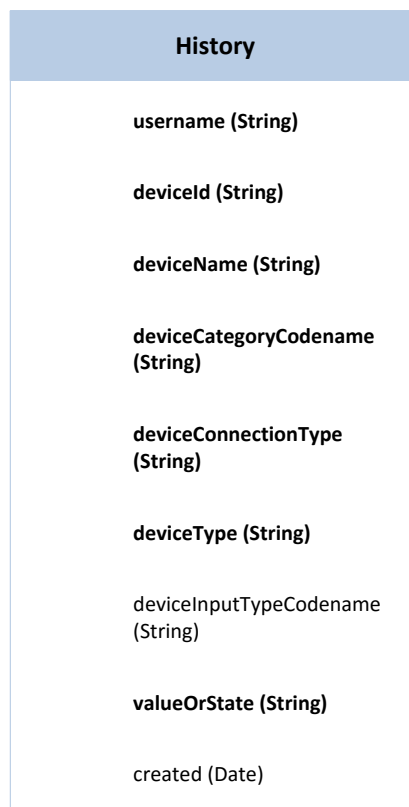 History
username (String)
deviceId (String)
deviceName (String)
deviceCategoryCodename
(String)
deviceConnectionType
(String)
deviceType (String)
deviceInputTypeCodename
(String)
valueOrState (String)
created (Date)